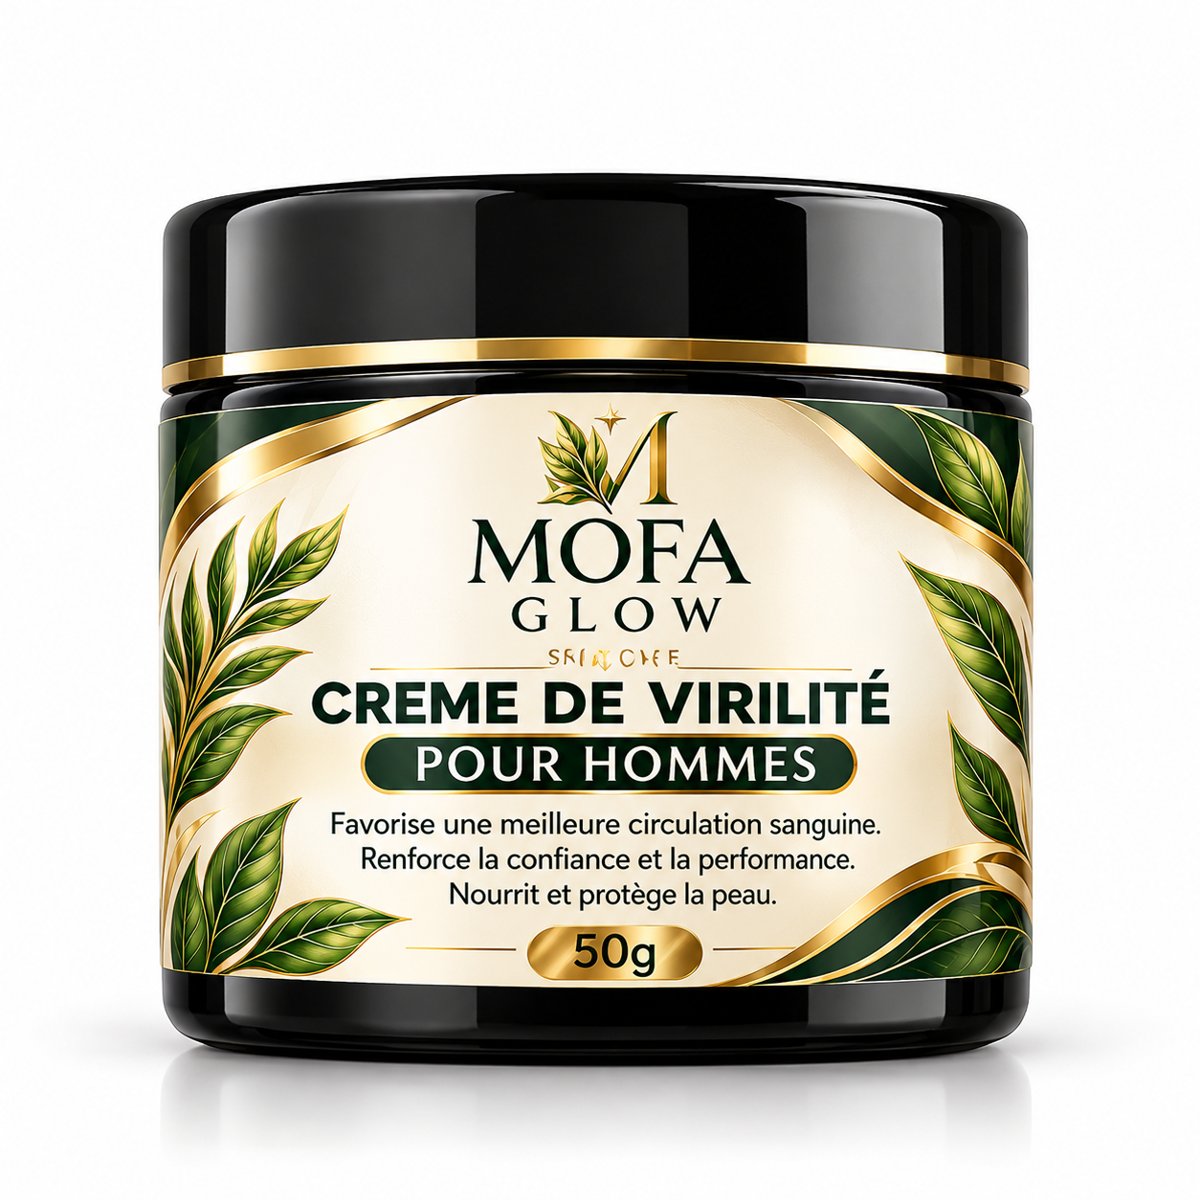 MOFA
GLOW
CREME DE VIRILITÉ
POUR HOMMES
Favorise une meilleure circulation sanguine.
Renforce la confiance et la performance.
Nourrit et protège la peau.
50g